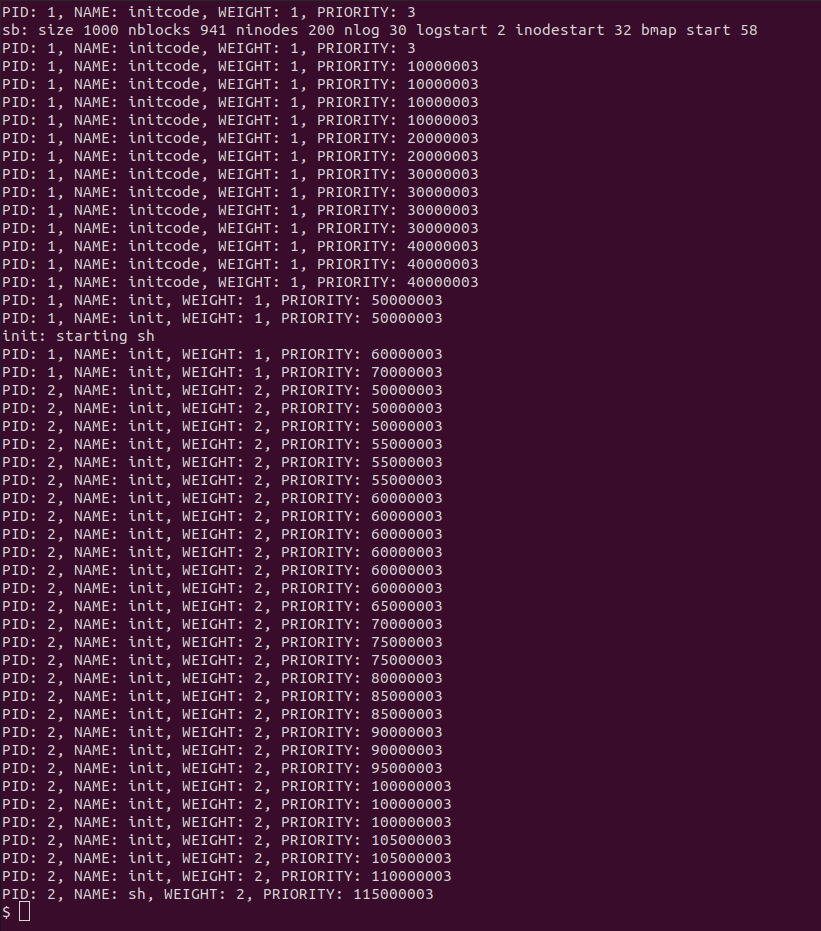 PID: 1, NAME: initcode, WEIGHT: 1, PRIORITY: 3
sb: size 1000 nblocks 941 ninodes 200 nlog 30 logstart 2 inodestart 32 bmap start 58
PID: 1, NAME: initcode, WEIGHT: 1, PRIORITY: 3
PID: 1, NAME: initcode, WEIGHT: 1, PRIORITY: 10000003
PID: 1, NAME: initcode, WEIGHT: 1, PRIORITY: 10000003
PID: 1, NAME: initcode, WEIGHT: 1, PRIORITY: 10000003
PID: 1, NAME: initcode, WEIGHT: 1, PRIORITY: 10000003
PID: 1, NAME: initcode, WEIGHT: 1, PRIORITY: 20000003
PID: 1, NAME: initcode, WEIGHT: 1, PRIORITY: 20000003
PID: 1, NAME: initcode, WEIGHT: 1, PRIORITY: 30000003
PID: 1, NAME: initcode, WEIGHT: 1, PRIORITY: 30000003
PID: 1, NAME: initcode, WEIGHT: 1, PRIORITY: 30000003
PID: 1, NAME: initcode, WEIGHT: 1, PRIORITY: 30000003
PID: 1, NAME: initcode, WEIGHT: 1, PRIORITY: 40000003
PID: 1, NAME: initcode, WEIGHT: 1, PRIORITY: 40000003
PID: 1, NAME: initcode, WEIGHT: 1, PRIORITY: 40000003
PID: 1, NAME: init, WEIGHT: 1, PRIORITY: 50000003
PID: 1, NAME: init, WEIGHT: 1, PRIORITY: 50000003
init: starting sh
PID: 1, NAME: init, WEIGHT: 1, PRIORITY: 60000003
PID: 1, NAME: init, WEIGHT: 1, PRIORITY: 70000003
PID: 2, NAME: init, WEIGHT: 2, PRIORITY: 50000003
PID: 2, NAME: init, WEIGHT: 2, PRIORITY: 50000003
PID: 2, NAME: init, WEIGHT: 2, PRIORITY: 50000003
PID: 2, NAME: init, WEIGHT: 2, PRIORITY: 55000003
PID: 2, NAME: init, WEIGHT: 2, PRIORITY: 55000003
PID: 2, NAME: init, WEIGHT: 2, PRIORITY: 55000003
PID: 2, NAME: init, WEIGHT: 2, PRIORITY: 60000003
PID: 2, NAME: init, WEIGHT: 2, PRIORITY: 60000003
PID: 2, NAME: init, WEIGHT: 2, PRIORITY: 60000003
PID: 2, NAME: init, WEIGHT: 2, PRIORITY: 60000003
PID: 2, NAME: init, WEIGHT: 2, PRIORITY: 60000003
PID: 2, NAME: init, WEIGHT: 2, PRIORITY: 60000003
PID: 2, NAME: init, WEIGHT: 2, PRIORITY: 65000003
PID: 2, NAME: init, WEIGHT: 2, PRIORITY: 70000003
PID: 2, NAME: init, WEIGHT: 2, PRIORITY: 75000003
PID: 2, NAME: init, WEIGHT: 2, PRIORITY: 75000003
PID: 2, NAME: init, WEIGHT: 2, PRIORITY: 80000003
PID: 2, NAME: init, WEIGHT: 2, PRIORITY: 85000003
PID: 2, NAME: init, WEIGHT: 2, PRIORITY: 85000003
PID: 2, NAME: init, WEIGHT: 2, PRIORITY: 90000003
PID: 2, NAME: init, WEIGHT: 2, PRIORITY: 90000003
PID: 2, NAME: init, WEIGHT: 2, PRIORITY: 95000003
PID: 2, NAME: init, WEIGHT: 2, PRIORITY: 100000003
PID: 2, NAME: init, WEIGHT: 2, PRIORITY: 100000003
PID: 2, NAME: init, WEIGHT: 2, PRIORITY: 100000003
PID: 2, NAME: init, WEIGHT: 2, PRIORITY: 105000003
PID: 2, NAME: init, WEIGHT: 2, PRIORITY: 105000003
PID: 2, NAME: init, WEIGHT: 2, PRIORITY: 110000003
PID: 2, NAME: sh, WEIGHT: 2, PRIORITY: 115000003
$